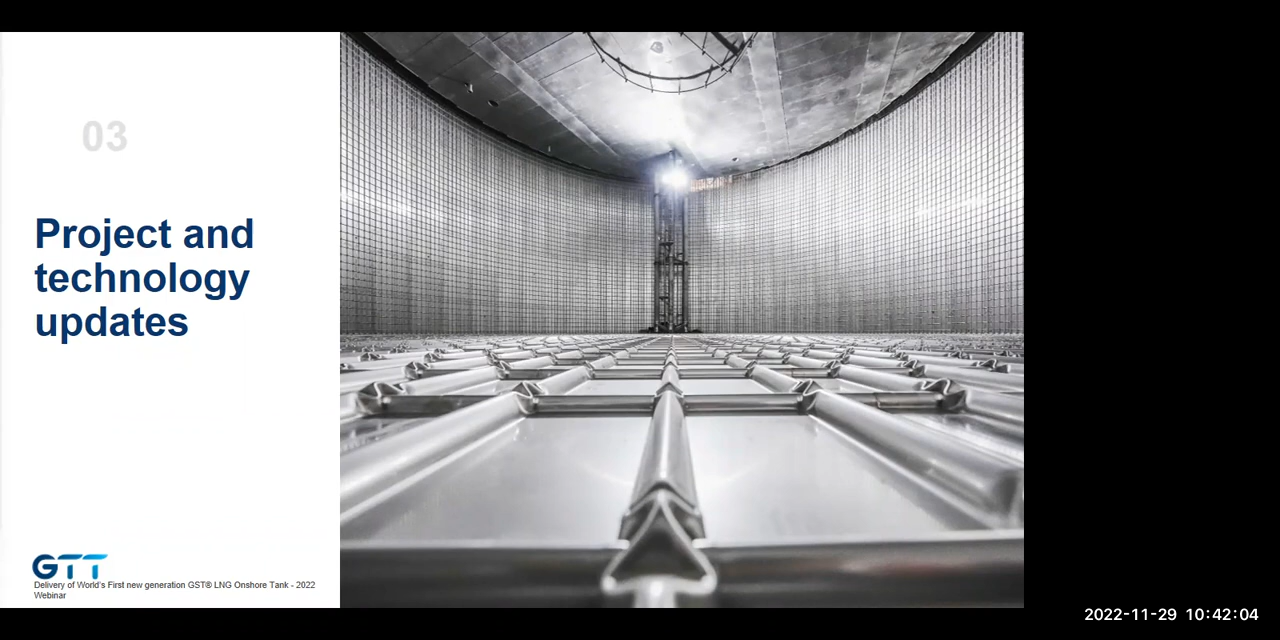 03
Project and
technology
updates
GTT
Delivery of World's First new generation GST® LNG Onshore Tank - 2022
Webinar
2022-11-29 10:42:04